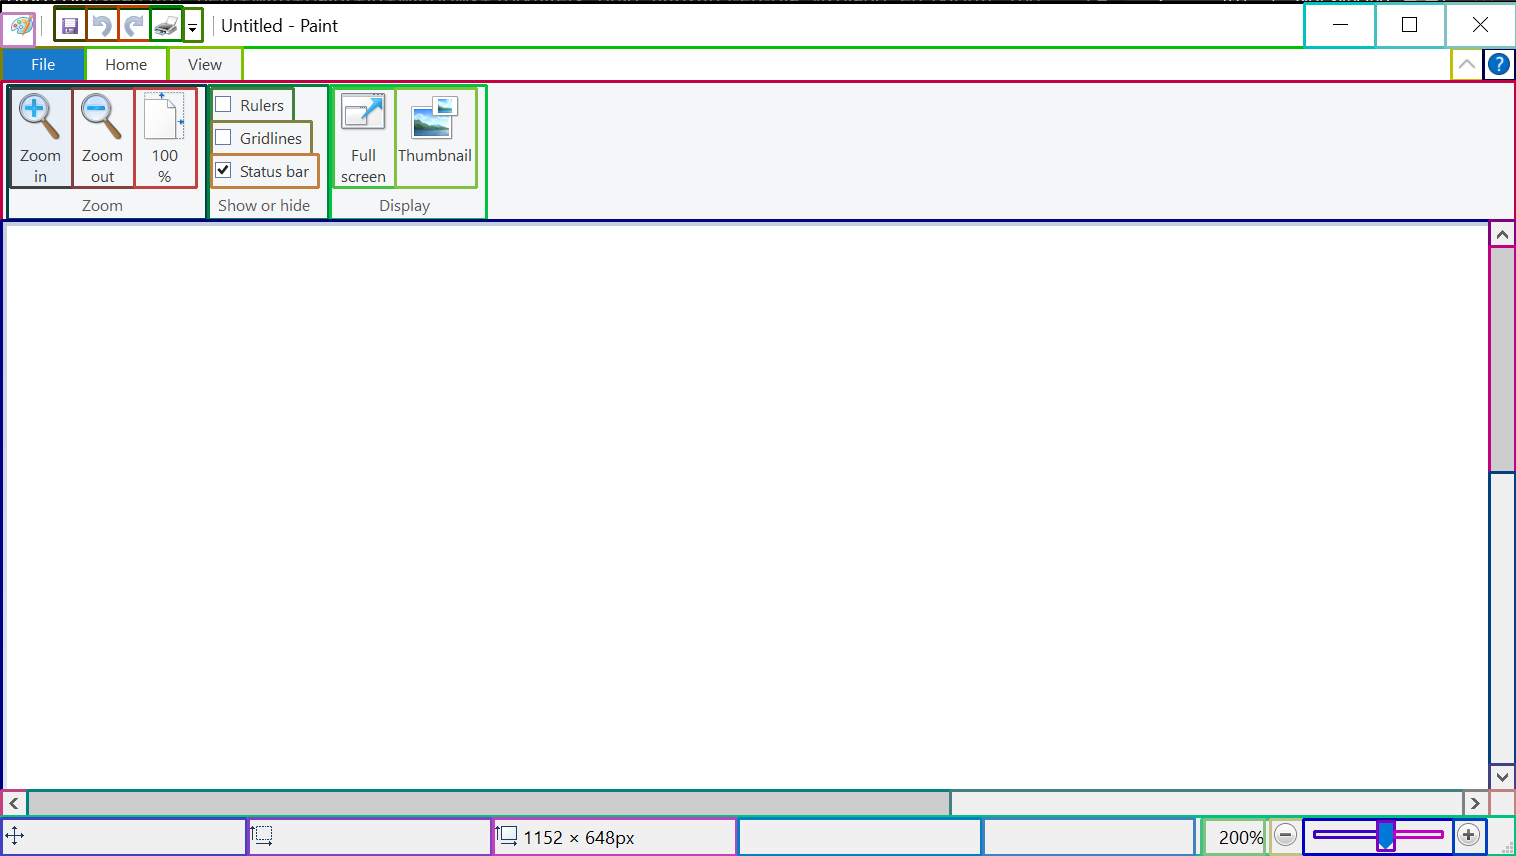 Untitled - Paint
File Home View
Zoom in
Zoom out
100 %
Zoom
Rulers
Gridlines
Status bar
Show or hide
Full screen
Thumbnail
Display
1152 × 648px
200%